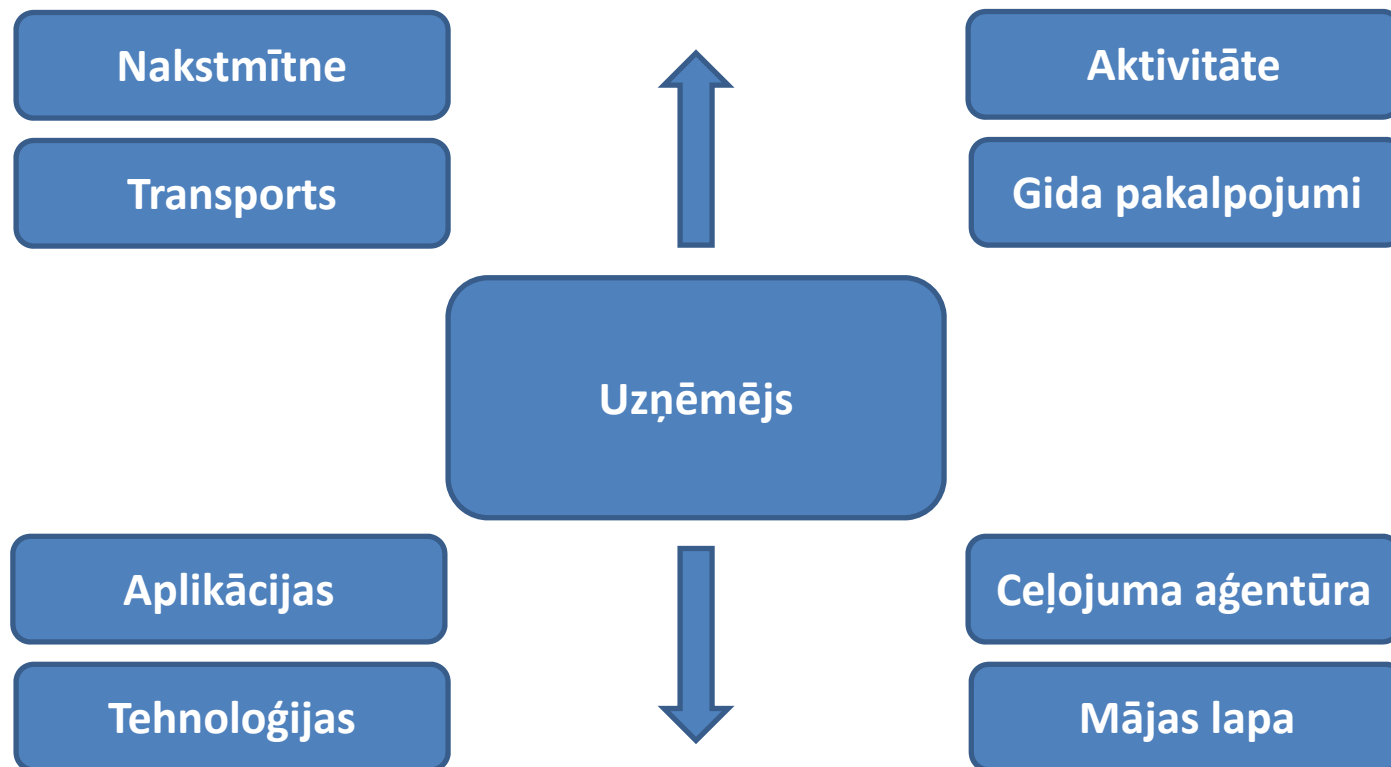 Nakstmītne
Aktivitāte
Transports
Gida pakalpojumi
Uzņēmējs
Aplikācijas
Ceļojuma aģentūra
Tehnoloģijas
Mājas lapa